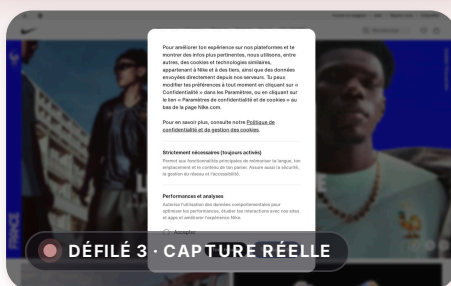 Pour améliorer ton expérience sur nos plateformes et te
montrer des infos plus pertinentes, nous utilisons, entre
autres, des cookies et technologies similaires,
appartenant à Nike et à des tiers, ainsi que des données
envoyées directement depuis nos serveurs. Tu peux
modifier tes préférences à tout moment en cliquant sur «
Confidentialité » dans les Paramètres, ou en cliquant sur
le lien « Paramètres de confidentialité et de cookies » au
bas de la page Nike.com.
Pour en savoir plus, consulte notre Politique de
confidentialité et de gestion des cookies.
Strictement nécessaires (toujours activés)
Permet aux fonctionnalités principales de mémoriser la langue, ton
emplacement et le contenu de ton panier. Assure aussi la sécurité,
la gestion du réseau et l'accessibilité.
Performances et analyses
Autorise l'utilisation des données comportementales pour
optimiser les performances, étudier tes interactions avec nos sites
et apps et améliorer l'expérience Nike.
Accepter
DÉFILÉ 3 · CAPTURE RÉELLE
FRANCE